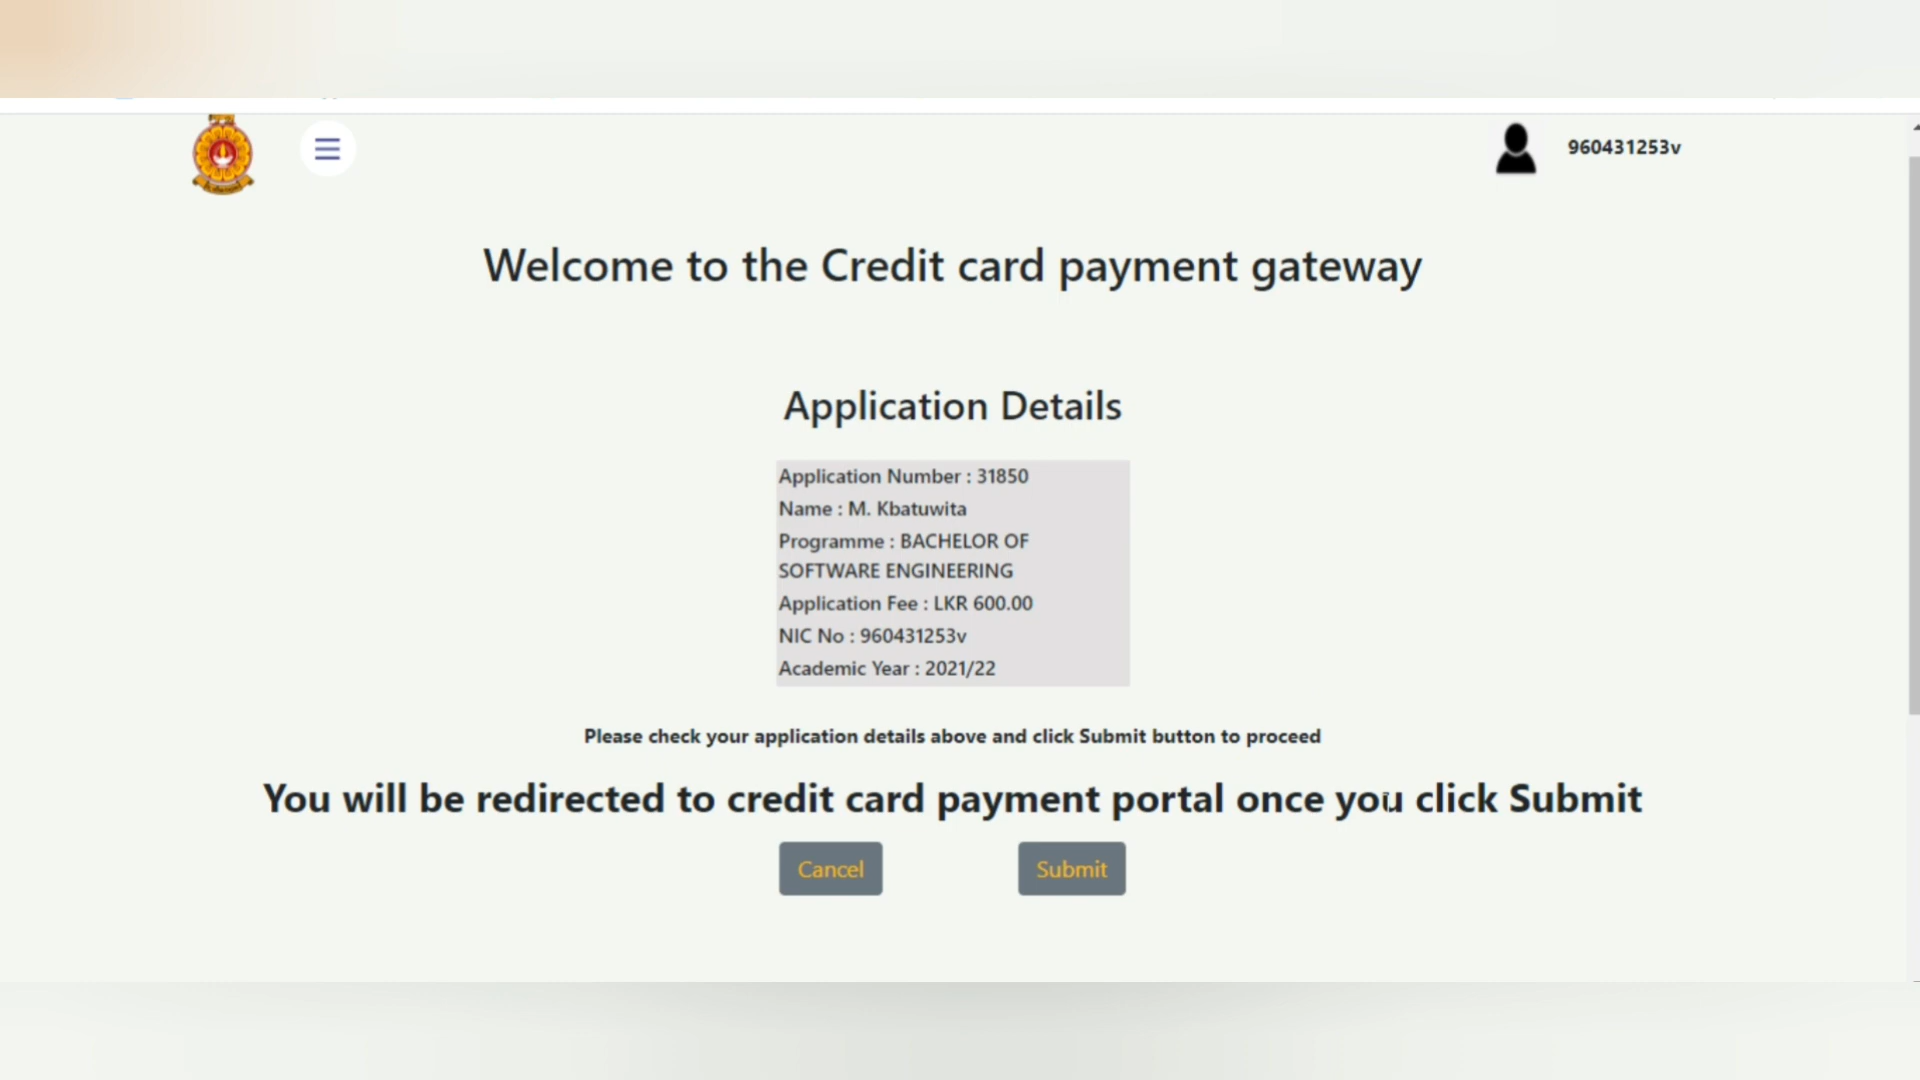 960431253v
Welcome to the Credit card payment gateway
Application Details
Application Number : 31850
Name : M. Kbatuwita
Programme : BACHELOR OF
SOFTWARE ENGINEERING
Application Fee : LKR 600.00
NIC No : 960431253v
Academic Year : 2021/22
Please check your application details above and click Submit button to proceed
You will be redirected to credit card payment portal once you click Submit
Cancel
Submit